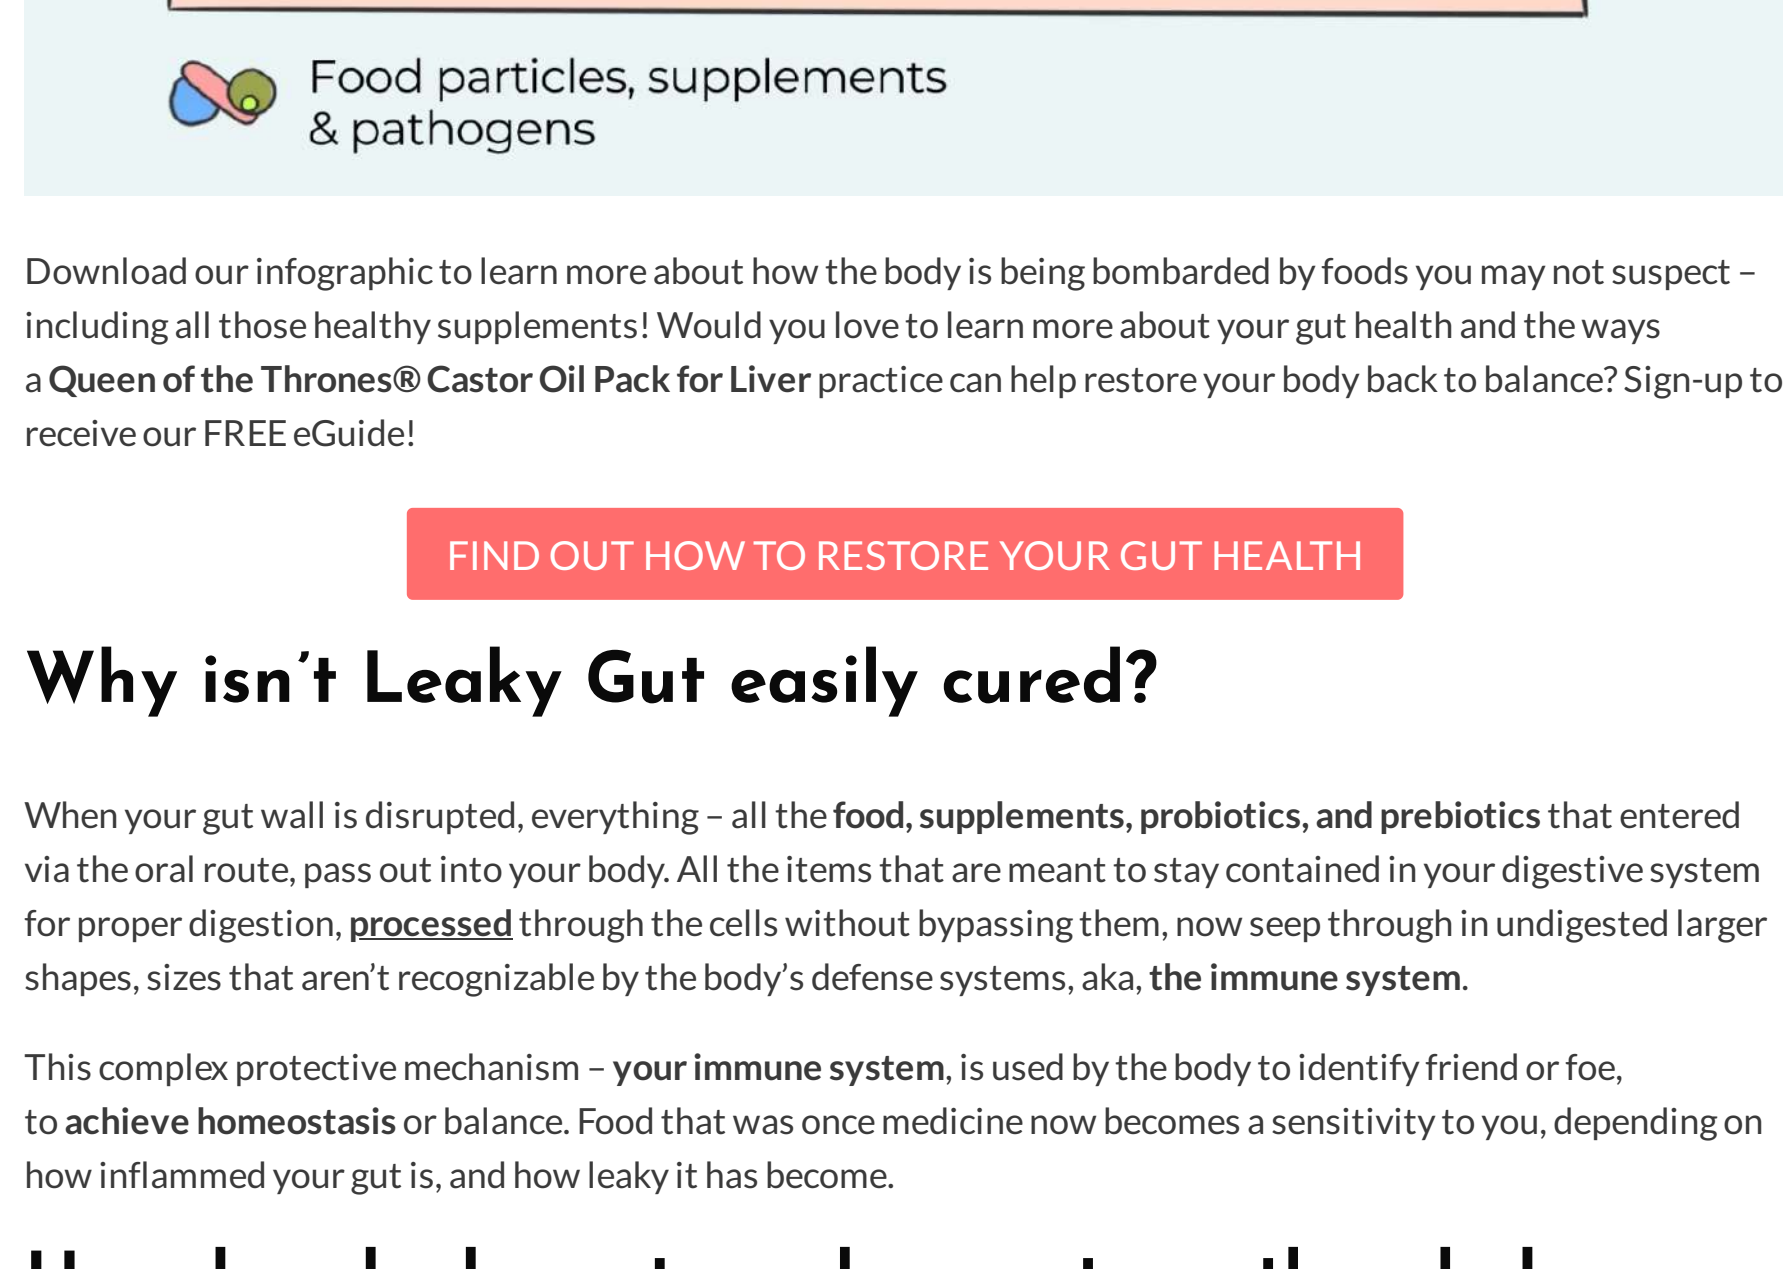 Food particles, supplements
& pathogens
Download our infographic to learn more about how the body is being bombarded by foods you may not suspect –
including all those healthy supplements! Would you love to learn more about your gut health and the ways
a Queen of the Thrones® Castor Oil Pack for Liver practice can help restore your body back to balance? Sign-up to
receive our FREE eGuide!
FIND OUT HOW TO RESTORE YOUR GUT HEALTH
Why isn’t Leaky Gut easily cured?
When your gut wall is disrupted, everything – all the food, supplements, probiotics, and prebiotics that entered
via the oral route, pass out into your body. All the items that are meant to stay contained in your digestive system
for proper digestion, processed through the cells without bypassing them, now seep through in undigested larger
shapes, sizes that aren’t recognizable by the body’s defense systems, aka, the immune system.
This complex protective mechanism – your immune system, is used by the body to identify friend or foe,
to achieve homeostasis or balance. Food that was once medicine now becomes a sensitivity to you, depending on
how inflammed your gut is, and how leaky it has become.